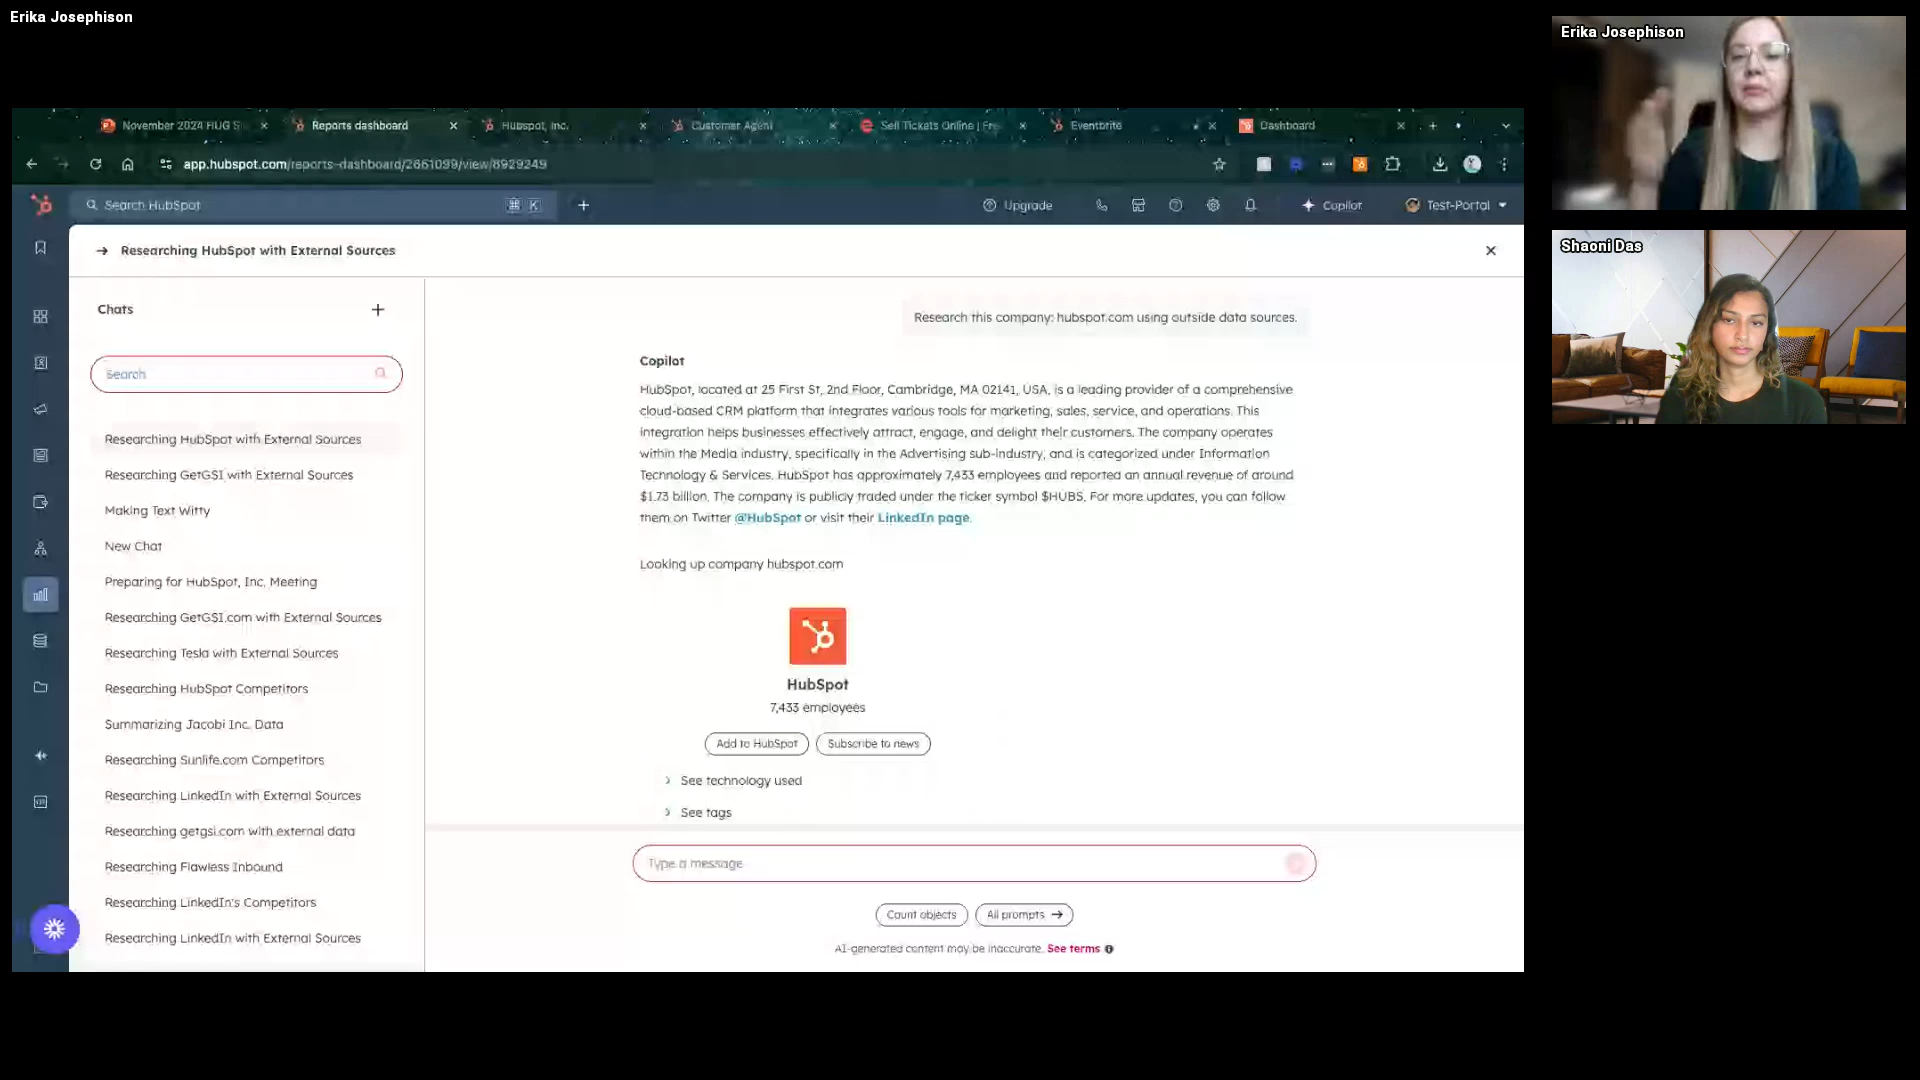 Erika Josephison
Erika Josephison
Shaoni Das
November 2024 HUG S
Reports dashboard
Hubspot, Inc.
Customer Agent
Sell Tickets Online | Fre
Eventbrite
Dashboard
app.hubspot.com/reports-dashboard/2661099/view/8929249
Search HubSpot
⌘ K
Upgrade
Copilot
Test-Portal
Researching HubSpot with External Sources
Chats
Search
Researching HubSpot with External Sources
Researching GetGSI with External Sources
Making Text Witty
New Chat
Preparing for HubSpot, Inc. Meeting
Researching GetGSI.com with External Sources
Researching Tesla with External Sources
Researching HubSpot Competitors
Summarizing Jacobi Inc. Data
Researching Sunlife.com Competitors
Researching LinkedIn with External Sources
Researching getgsi.com with external data
Researching Flawless Inbound
Researching LinkedIn's Competitors
Researching LinkedIn with External Sources
Research this company: hubspot.com using outside data sources.
Copilot
HubSpot, located at 25 First St, 2nd Floor, Cambridge, MA 02141, USA, is a leading provider of a comprehensive
cloud-based CRM platform that integrates various tools for marketing, sales, service, and operations. This
integration helps businesses effectively attract, engage, and delight their customers. The company operates
within the Media industry, specifically in the Advertising sub-industry, and is categorized under Information
Technology & Services. HubSpot has approximately 7,433 employees and reported an annual revenue of around
$1.73 billion. The company is publicly traded under the ticker symbol $HUBS. For more updates, you can follow
them on Twitter @HubSpot or visit their LinkedIn page.
Looking up company hubspot.com
HubSpot
7,433 employees
Add to HubSpot
Subscribe to news
See technology used
See tags
Type a message
Count objects
All prompts
AI-generated content may be inaccurate. See terms